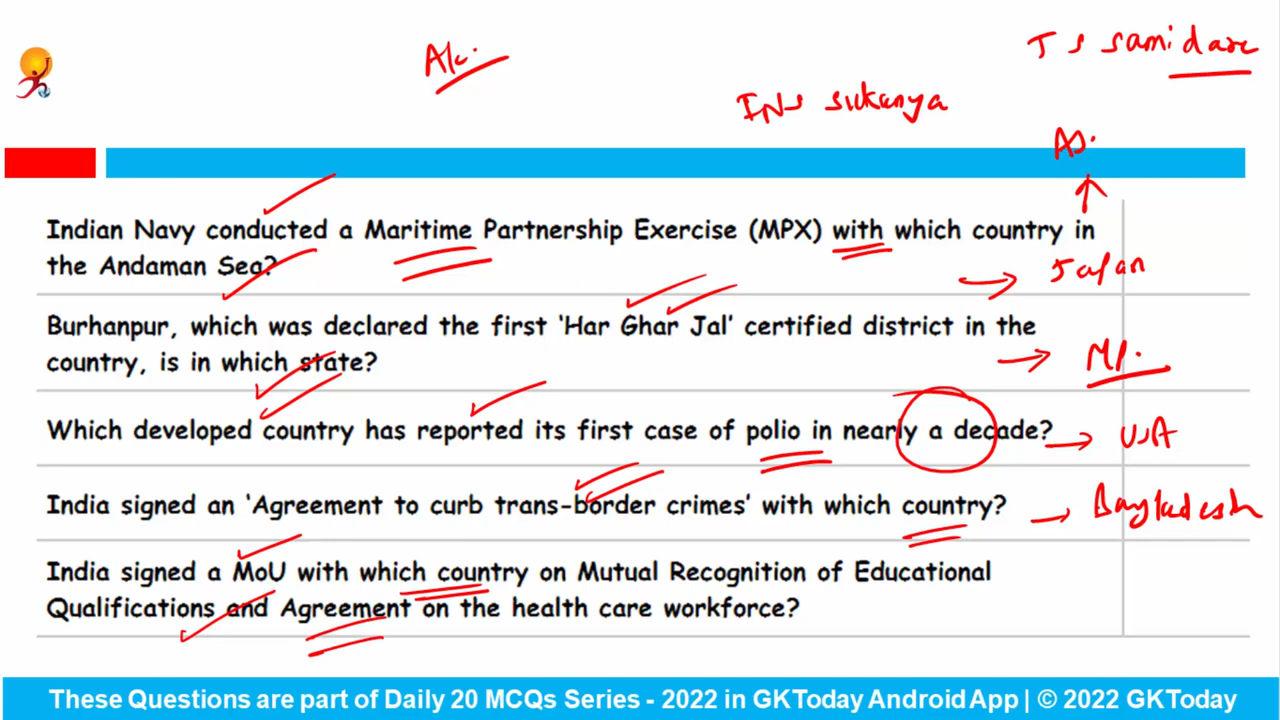 JS Samidare
INS sukanya
AS.
Indian Navy conducted a Maritime Partnership Exercise (MPX) with which country in
the Andaman Sea?
Japan
Burhanpur, which was declared the first ‘Har Ghar Jal’ certified district in the
country, is in which state?
MP.
Which developed country has reported its first case of polio in nearly a decade?
USA
India signed an ‘Agreement to curb trans-border crimes’ with which country?
Bangladesh
India signed a MoU with which country on Mutual Recognition of Educational
Qualifications and Agreement on the health care workforce?
These Questions are part of Daily 20 MCQs Series - 2022 in GKToday Android App | © 2022 GKToday